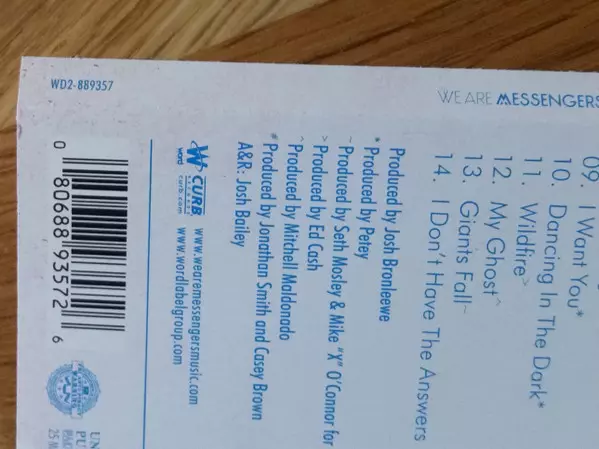 WD2-889357
WE ARE MESSENGERS
09. I Want You*
10. Dancing In The Dark*
11. Wildfire>
12. My Ghost^
13. Giants Fall~
14. I Don't Have The Answers
Produced by Josh Bronleewe
* Produced by Petey
~ Produced by Seth Mosley & Mike "X" O'Connor for
> Produced by Ed Cash
^ Produced by Mitchell Maldonado
# Produced by Jonathan Smith and Casey Brown
A&R: Josh Bailey
word
CURB
RECORDS
curb.com
www.wearemessengersmusic.com
www.wordlabelgroup.com
0 80688 93572 6